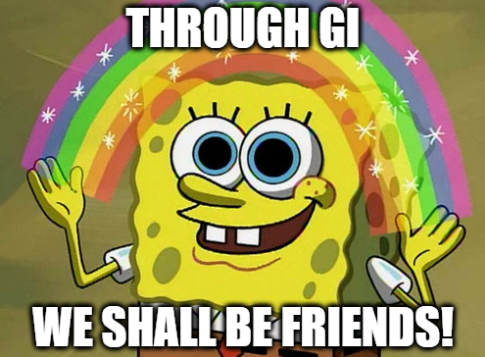 THROUGH GI
WE SHALL BE FRIENDS!